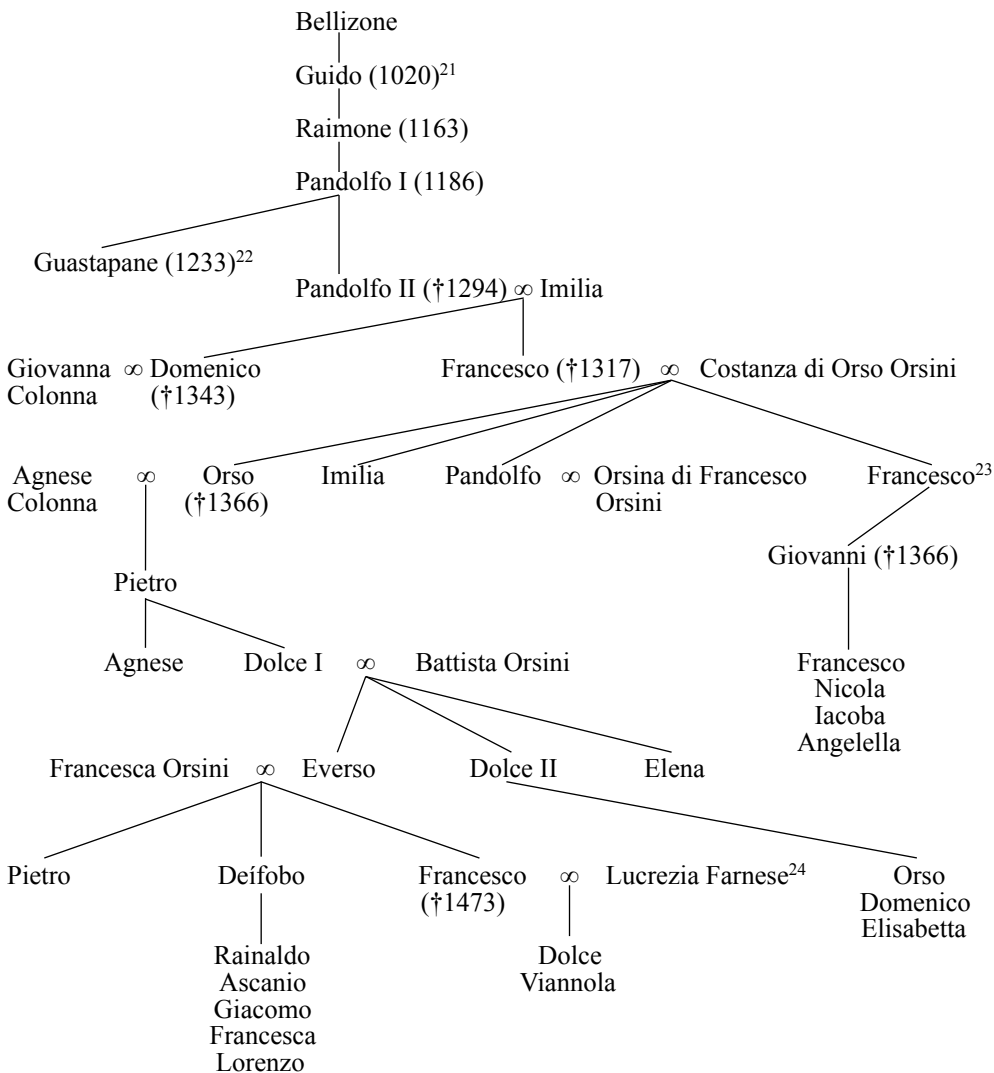 Bellizone
Guido (1020)²¹
Raimone (1163)
Pandolfo I (1186)
Guastapane (1233)²²
Pandolfo II (†1294) ∞ Imilia
Giovanna ∞ Domenico Francesco (†1317) ∞ Costanza di Orso Orsini
Colonna (†1343)
Agnese ∞ Orso Imilia Pandolfo ∞ Orsina di Francesco Francesco²³
Colonna (†1366) Orsini
Giovanni (†1366)
Pietro
Agnese Dolce I ∞ Battista Orsini Francesco
Nicola
Iacoba
Angelella
Francesca Orsini ∞ Everso Dolce II Elena
Pietro Deífobo Francesco ∞ Lucrezia Farnese²⁴ Orso
(†1473) Domenico
Elisabetta
Rainaldo Dolce
Ascanio Viannola
Giacomo
Francesca
Lorenzo